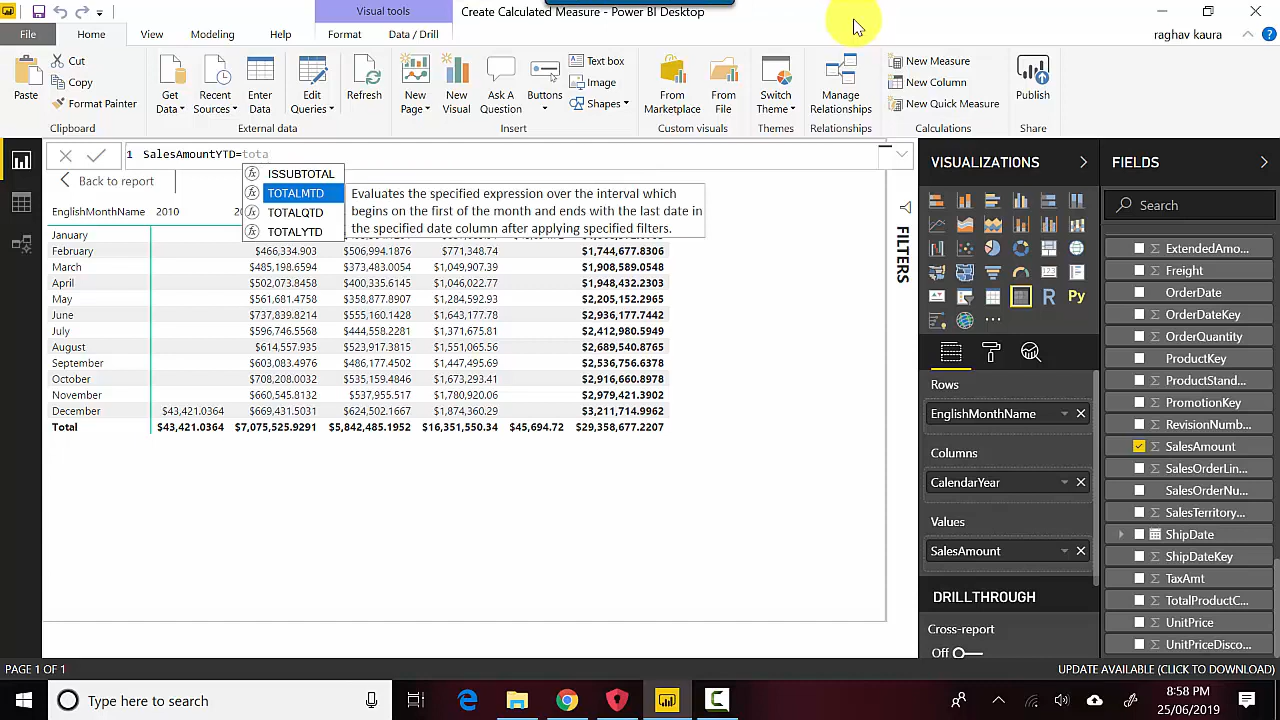 Visual tools
Create Calculated Measure - Power BI Desktop
File
Home
View
Modeling
Help
Format
Data / Drill
raghav kaura
Paste
Cut
Copy
Format Painter
Clipboard
Get Data
Recent Sources
Enter Data
Edit Queries
Refresh
External data
New Page
New Visual
Ask A Question
Buttons
Text box
Image
Shapes
Insert
From Marketplace
From File
Custom visuals
Switch Theme
Themes
Manage Relationships
Relationships
New Measure
New Column
New Quick Measure
Calculations
Publish
Share
1 SalesAmountYTD=tota
Back to report
ISSUBTOTAL
TOTALMTD
TOTALQTD
TOTALYTD
Evaluates the specified expression over the interval which
begins on the first of the month and ends with the last date in
the specified date column after applying specified filters.
EnglishMonthName 2010
January
February $466,334.903 $506,994.1876 $771,348.74 $1,744,677.8306
March $485,198.6594 $373,483.0054 $1,049,907.39 $1,908,589.0548
April $502,073.8458 $400,335.6145 $1,046,022.77 $1,948,432.2303
May $561,681.4758 $358,877.8907 $1,284,592.93 $2,205,152.2965
June $737,839.8214 $555,160.1428 $1,643,177.78 $2,936,177.7442
July $596,746.5568 $444,558.2281 $1,371,675.81 $2,412,980.5949
August $614,557.935 $523,917.3815 $1,551,065.56 $2,689,540.8765
September $603,083.4976 $486,177.4502 $1,447,495.69 $2,536,756.6378
October $708,208.0032 $535,159.4846 $1,673,293.41 $2,916,660.8978
November $660,545.8132 $537,955.517 $1,780,920.06 $2,979,421.3902
December $43,421.0364 $669,431.5031 $624,502.1667 $1,874,360.29 $3,211,714.9962
Total $43,421.0364 $7,075,525.9291 $5,842,485.1952 $16,351,550.34 $45,694.72 $29,358,677.2207
FILTERS
VISUALIZATIONS
R
Py
Rows
EnglishMonthName
Columns
CalendarYear
Values
SalesAmount
DRILLTHROUGH
Cross-report
Off
FIELDS
Search
ExtendedAmo...
Freight
OrderDate
OrderDateKey
OrderQuantity
ProductKey
ProductStand...
PromotionKey
RevisionNumb...
SalesAmount
SalesOrderLin...
SalesOrderNu...
SalesTerritory...
ShipDate
ShipDateKey
TaxAmt
TotalProductC...
UnitPrice
UnitPriceDisco...
PAGE 1 OF 1
UPDATE AVAILABLE (CLICK TO DOWNLOAD)
Type here to search
8:58 PM
25/06/2019